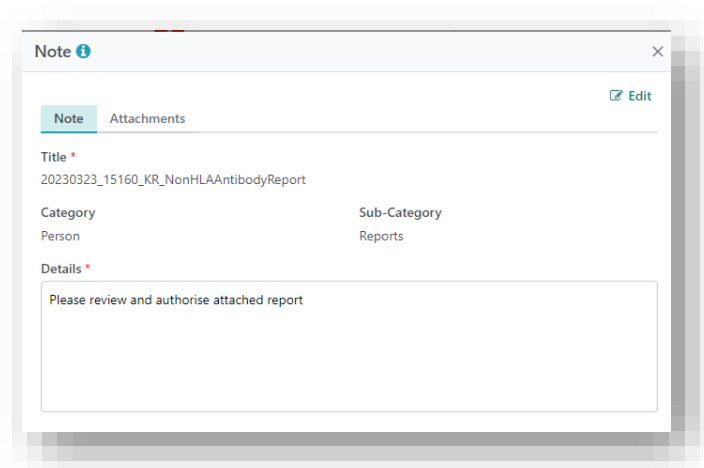 Note
Edit
Note Attachments
Title *
20230323_15160_KR_NonHLAAntibodyReport
Category Sub-Category
Person Reports
Details *
Please review and authorise attached report